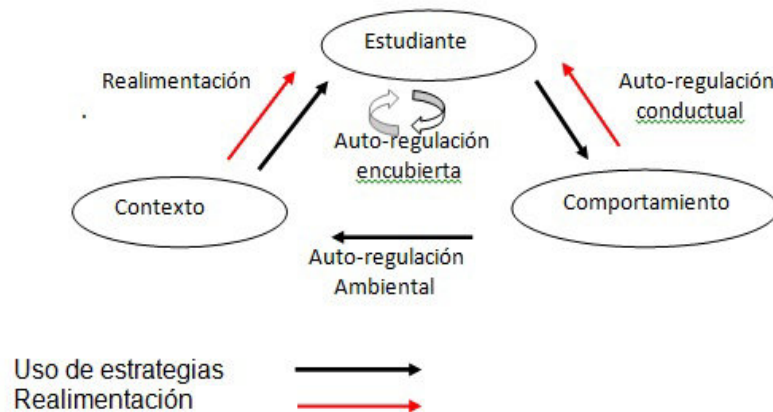 Estudiante
Realimentación
Auto-regulación
conductual
Auto-regulación
encubierta
Contexto
Comportamiento
Auto-regulación
Ambiental
Uso de estrategias
Realimentación